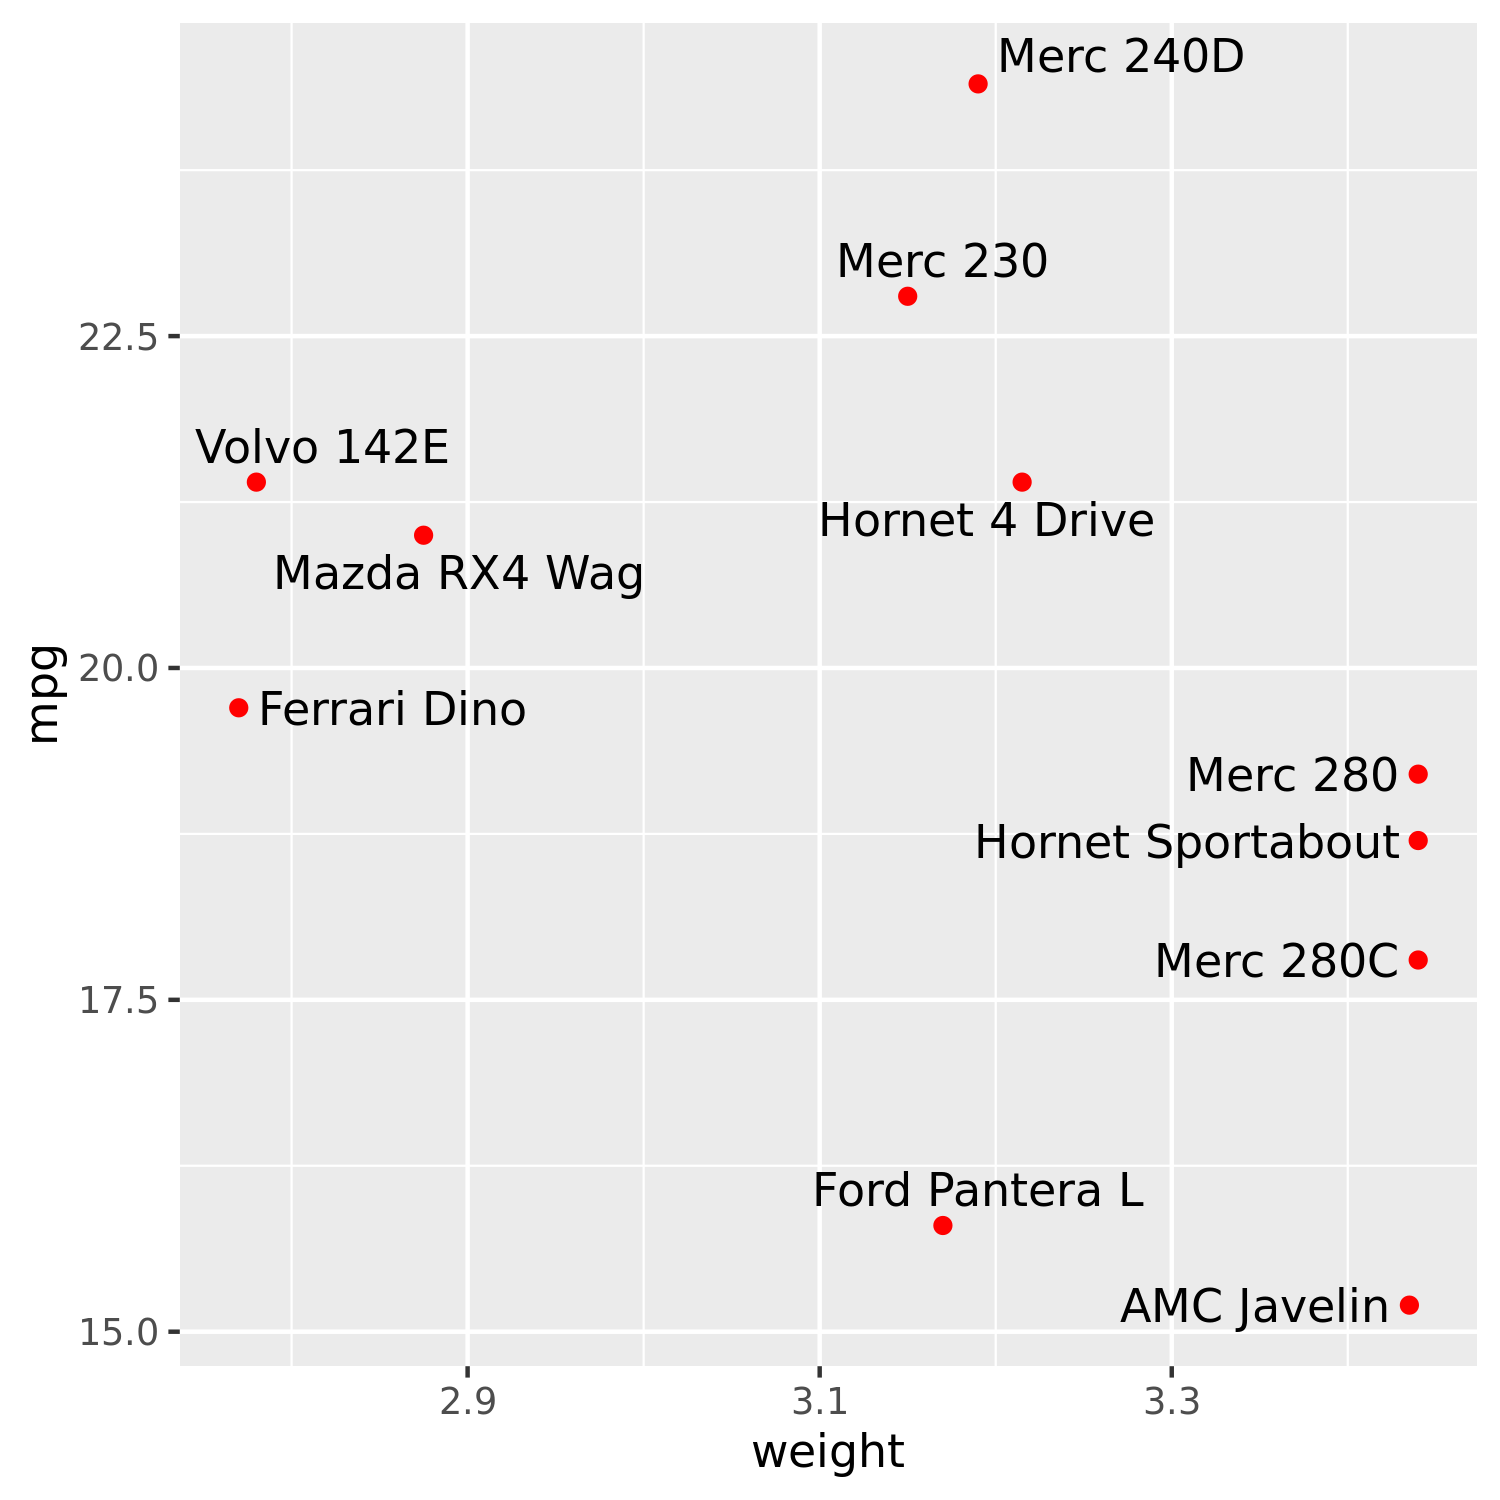 Merc 240D
Merc 230
22.5
Volvo 142E
Hornet 4 Drive
Mazda RX4 Wag
mpg
20.0
Ferrari Dino
Merc 280
Hornet Sportabout
Merc 280C
17.5
Ford Pantera L
AMC Javelin
15.0
2.9 3.1 3.3
weight